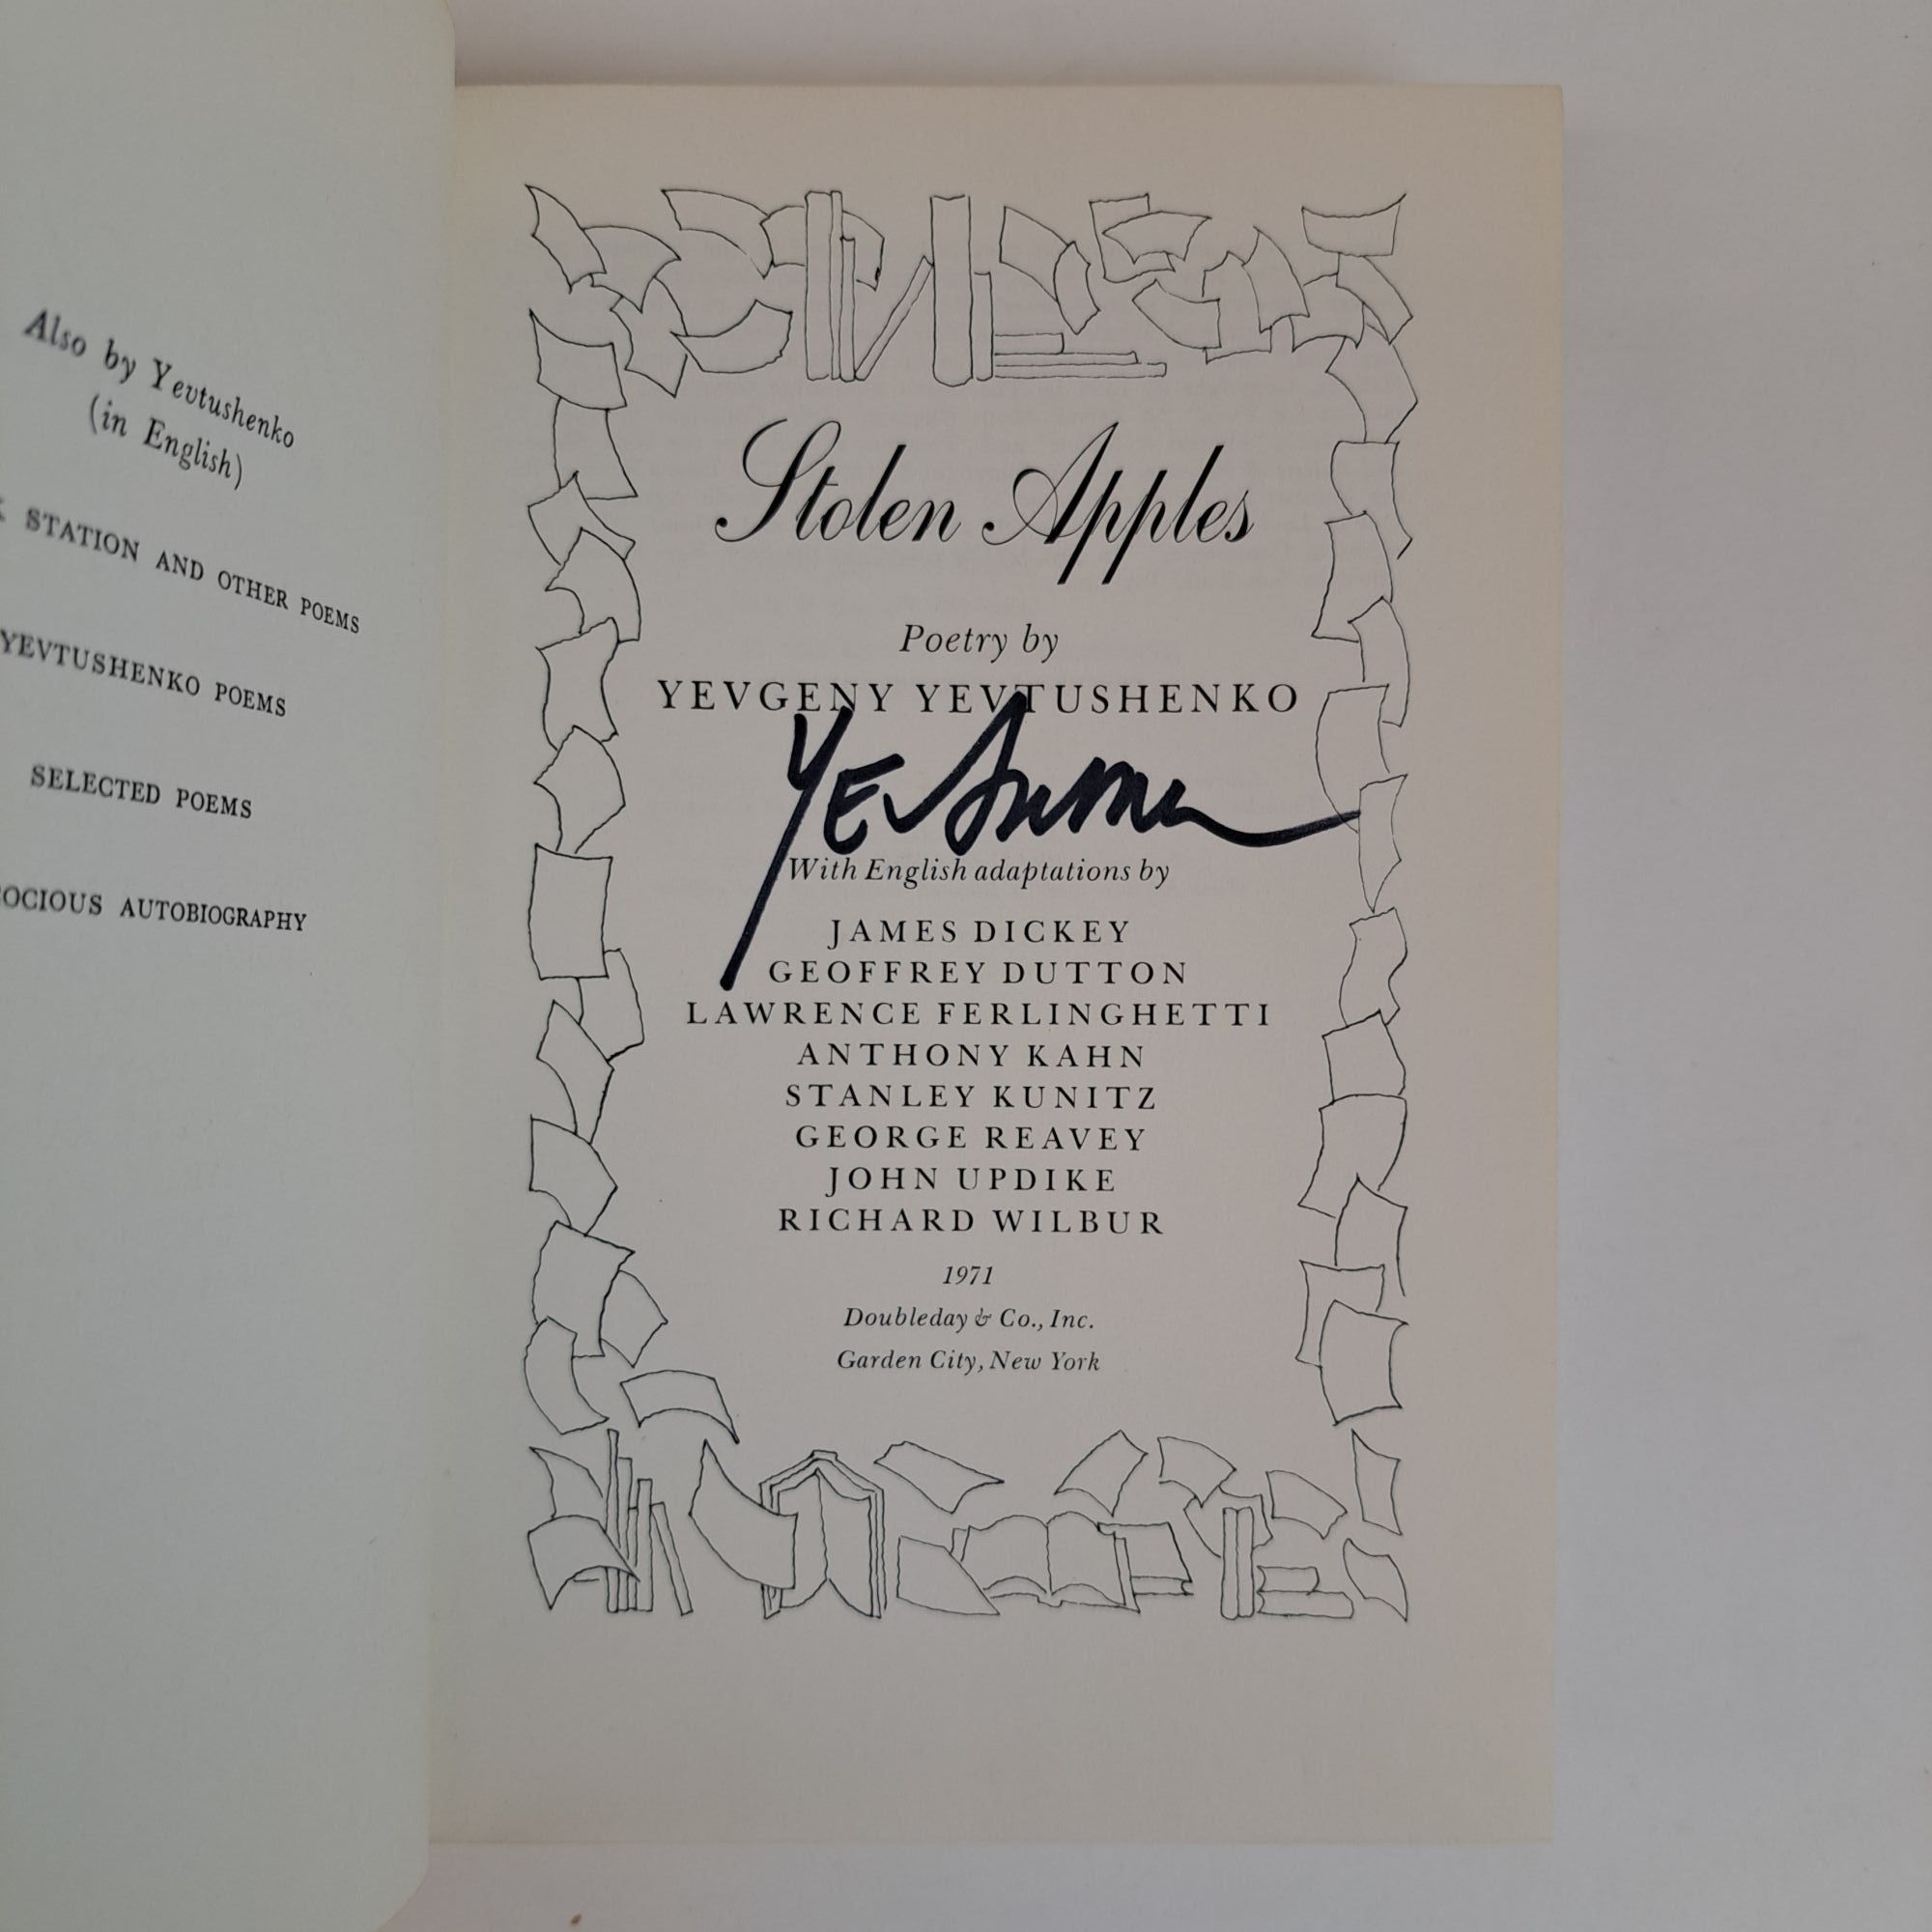 Also by Yevtushenko
(in English)
STATION AND OTHER POEMS
YEVTUSHENKO POEMS
SELECTED POEMS
AUTOBIOGRAPHY
Stolen Apples
Poetry by
YEVGENY YEVTUSHENKO
With English adaptations by
JAMES DICKEY
GEOFFREY DUTTON
LAWRENCE FERLINGHETTI
ANTHONY KAHN
STANLEY KUNITZ
GEORGE REAVEY
JOHN UPDIKE
RICHARD WILBUR
1971
Doubleday & Co., Inc.
Garden City, New York